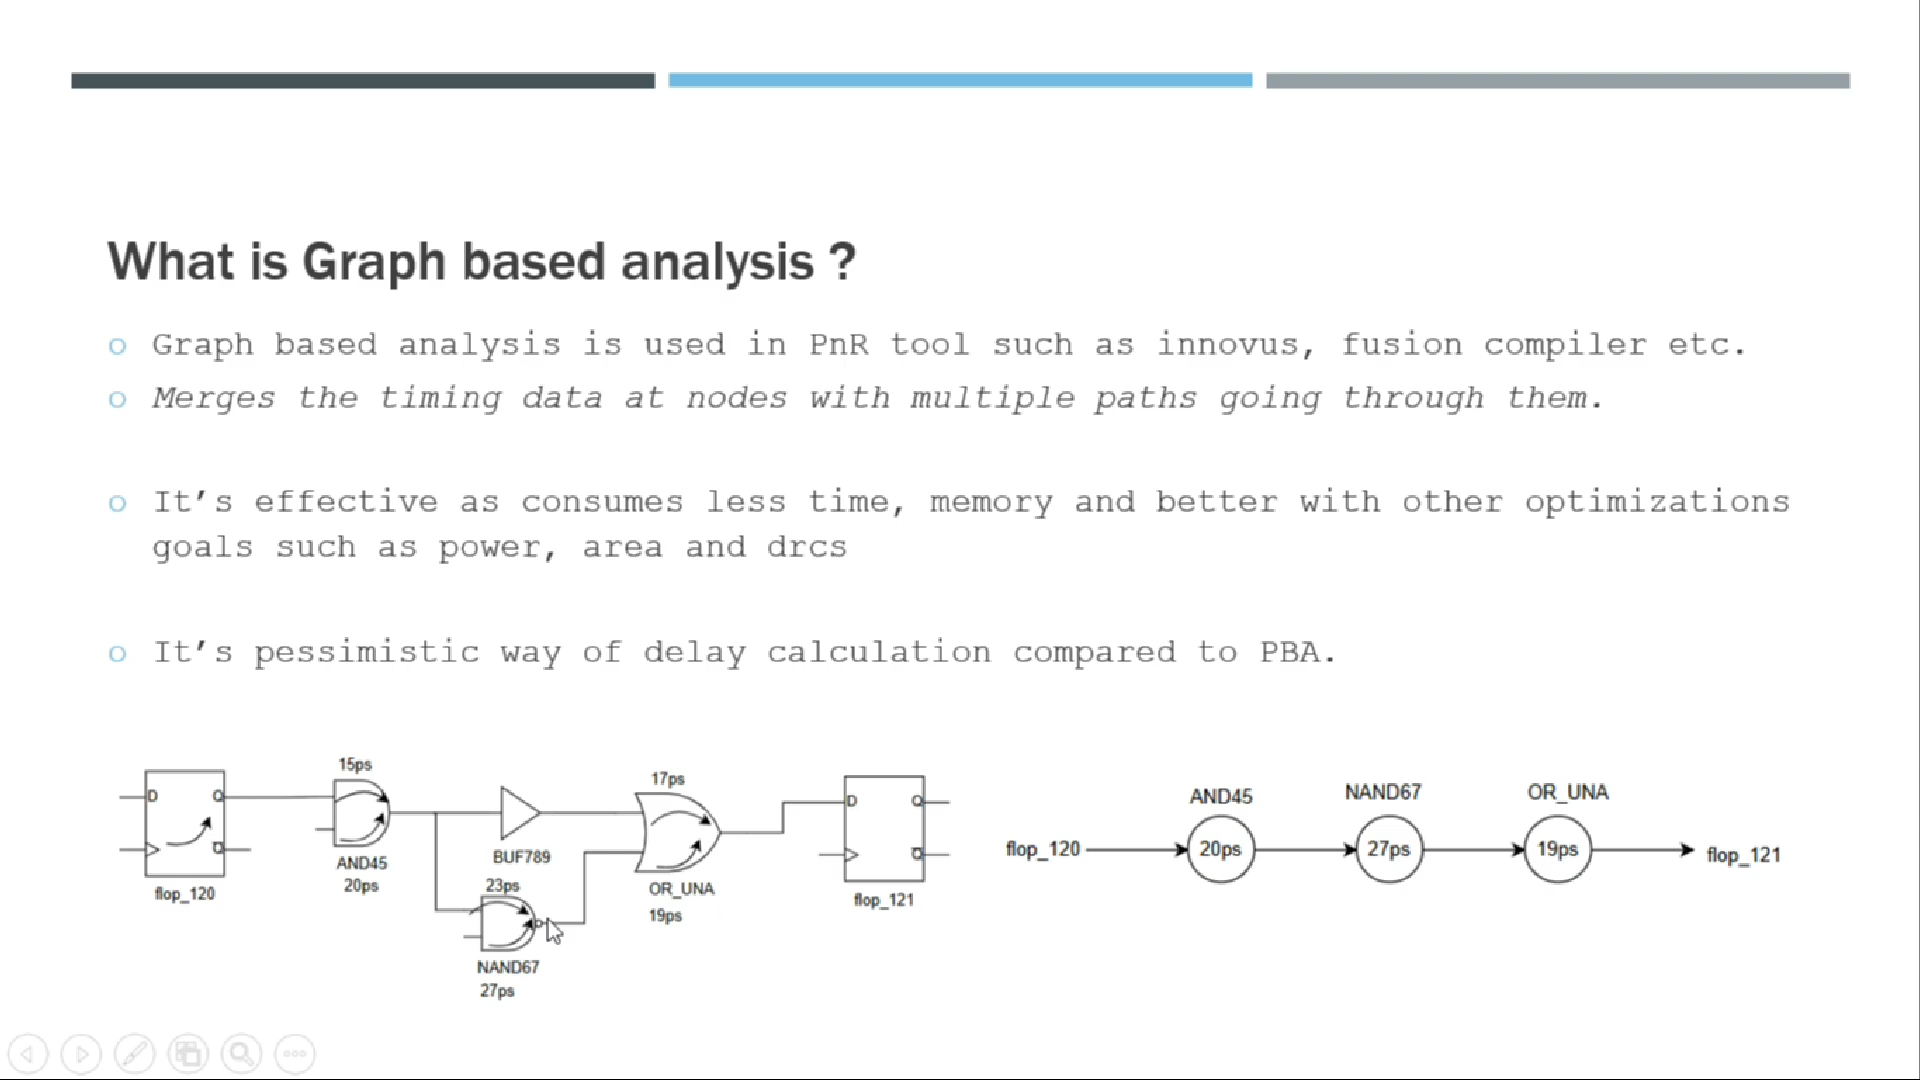 What is Graph based analysis ?
o Graph based analysis is used in PnR tool such as innovus, fusion compiler etc.
o Merges the timing data at nodes with multiple paths going through them.
o It's effective as consumes less time, memory and better with other optimizations
goals such as power, area and drcs
o It's pessimistic way of delay calculation compared to PBA.
15ps
17ps
D Q
D Q
Q
Q
BUF789
AND45
20ps
flop_120
23ps
OR_UNA
19ps
flop_121
NAND67
27ps
AND45 NAND67 OR_UNA
flop_120 20ps 27ps 19ps flop_121